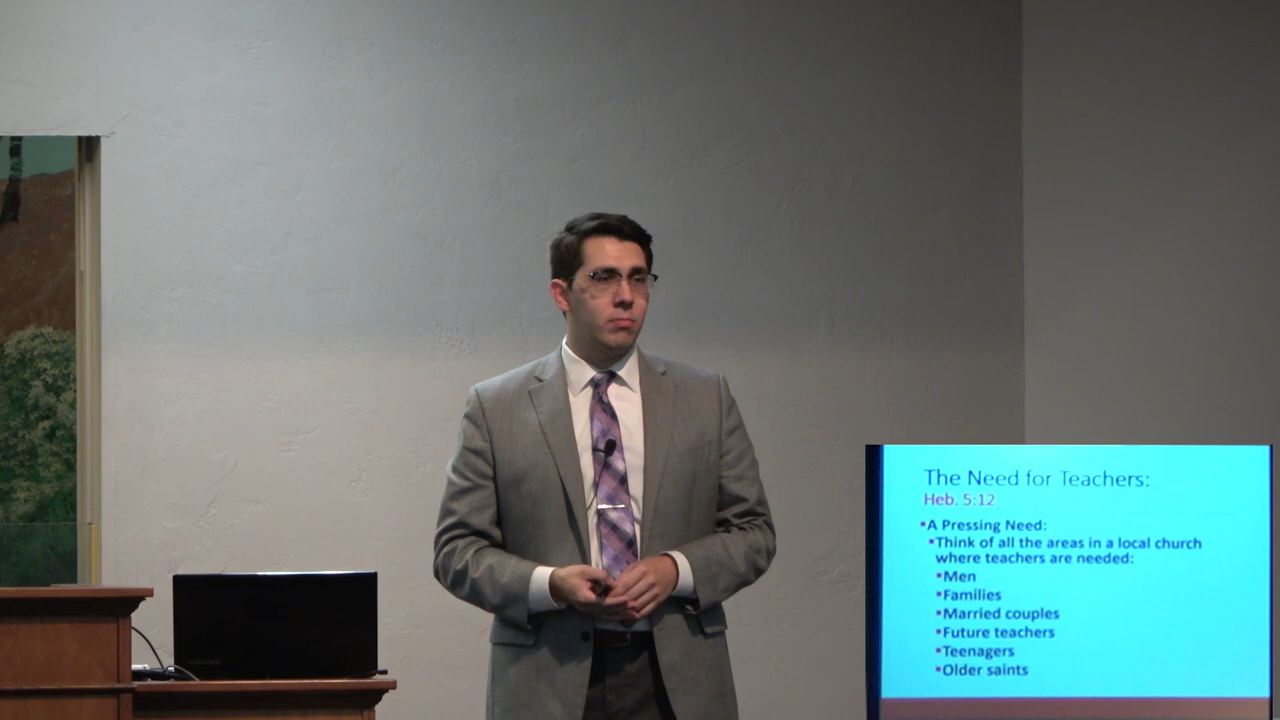 The Need for Teachers:
Heb. 5:12
▪A Pressing Need:
▪Think of all the areas in a local church
where teachers are needed:
▪Men
▪Families
▪Married couples
▪Future teachers
▪Teenagers
▪Older saints